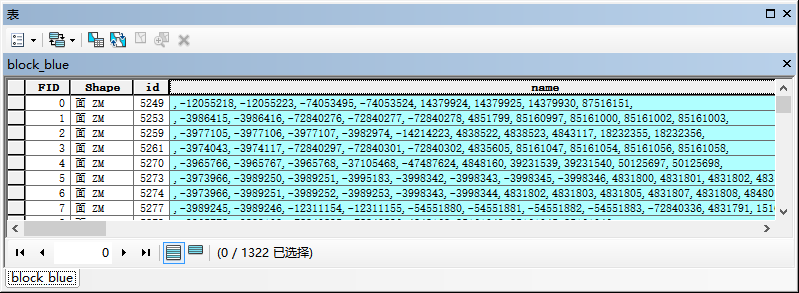 表
block_blue
FID Shape id name
0 面 ZM 5249 , -12055218, -12055223, -74053495, -74053524, 14379924, 14379925, 14379930, 87516151,
1 面 ZM 5253 , -3986415, -3986416, -72840276, -72840277, -72840278, 4851799, 85160997, 85161000, 85161002, 85161003,
2 面 ZM 5259 , -3977105, -3977106, -3977107, -3982974, -14214223, 4838522, 4838523, 4843117, 18232355, 18232356,
3 面 ZM 5261 , -3974043, -3974117, -72840297, -72840301, -72840302, 4835605, 85161047, 85161054, 85161056, 85161058,
4 面 ZM 5270 , -3965766, -3965767, -3965768, -37105468, -47487624, 4848160, 39231539, 39231540, 50125697, 50125698,
5 面 ZM 5273 , -3973966, -3989250, -3989251, -3995183, -3998342, -3998343, -3998345, -3998346, 4831800, 4831801, 4831802, 483
6 面 ZM 5274 , -3973966, -3989251, -3989252, -3989253, -3998343, -3998344, 4831802, 4831803, 4831805, 4831807, 4831808, 48480
7 面 ZM 5277 , -3989245, -3989246, -12311154, -12311155, -54551880, -54551881, -54551882, -54551883, -72840336, 4831791, 1510
0 (0 / 1322 已选择)
block_blue